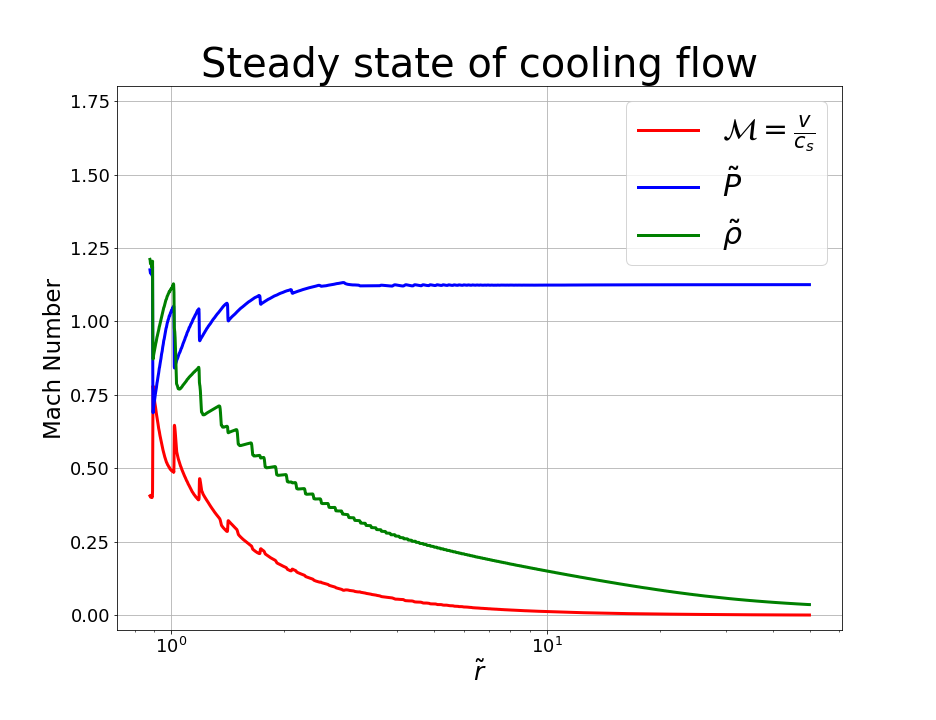 Steady state of cooling flow
1.75
1.50
1.25
1.00
0.75
0.50
0.25
0.00
Mach Number
10⁰
10¹
r̃
ℳ = v/cₛ
P̃
ρ̃